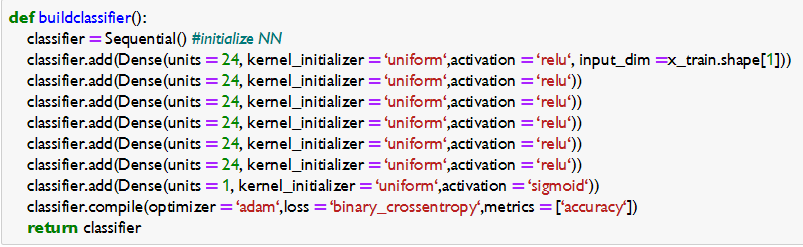 def buildclassifier():
classifier = Sequential() #initialize NN
classifier.add(Dense(units = 24, kernel_initializer = ‘uniform‘,activation = ‘relu‘, input_dim =x_train.shape[1]))
classifier.add(Dense(units = 24, kernel_initializer = ‘uniform‘,activation = ‘relu‘))
classifier.add(Dense(units = 24, kernel_initializer = ‘uniform‘,activation = ‘relu‘))
classifier.add(Dense(units = 24, kernel_initializer = ‘uniform‘,activation = ‘relu‘))
classifier.add(Dense(units = 24, kernel_initializer = ‘uniform‘,activation = ‘relu‘))
classifier.add(Dense(units = 24, kernel_initializer = ‘uniform‘,activation = ‘relu‘))
classifier.add(Dense(units = 1, kernel_initializer = ‘uniform‘,activation = ‘sigmoid‘))
classifier.compile(optimizer = ‘adam‘,loss = ‘binary_crossentropy‘,metrics = [‘accuracy‘])
return classifier